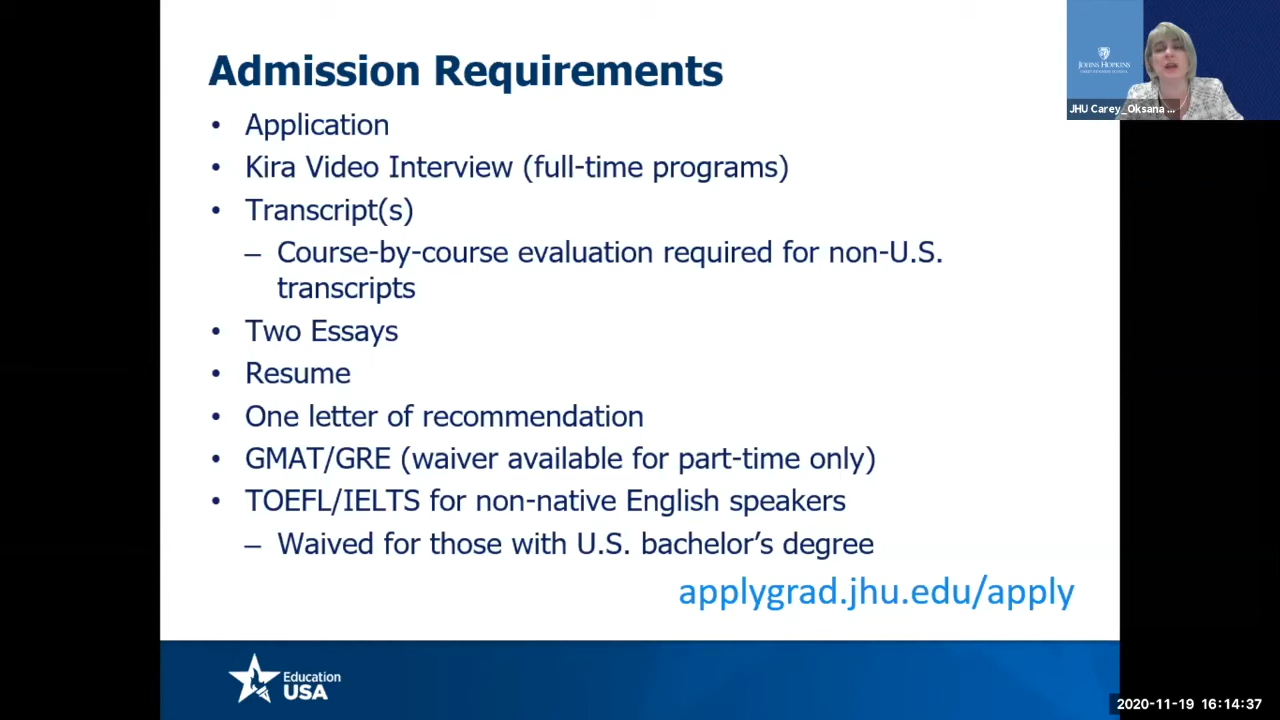 Admission Requirements
• Application
• Kira Video Interview (full-time programs)
• Transcript(s)
– Course-by-course evaluation required for non-U.S.
transcripts
• Two Essays
• Resume
• One letter of recommendation
• GMAT/GRE (waiver available for part-time only)
• TOEFL/IELTS for non-native English speakers
– Waived for those with U.S. bachelor’s degree
applygrad.jhu.edu/apply
Education
USA
JOHNS HOPKINS
JHU Carey_Oksana ...
2020-11-19 16:14:37